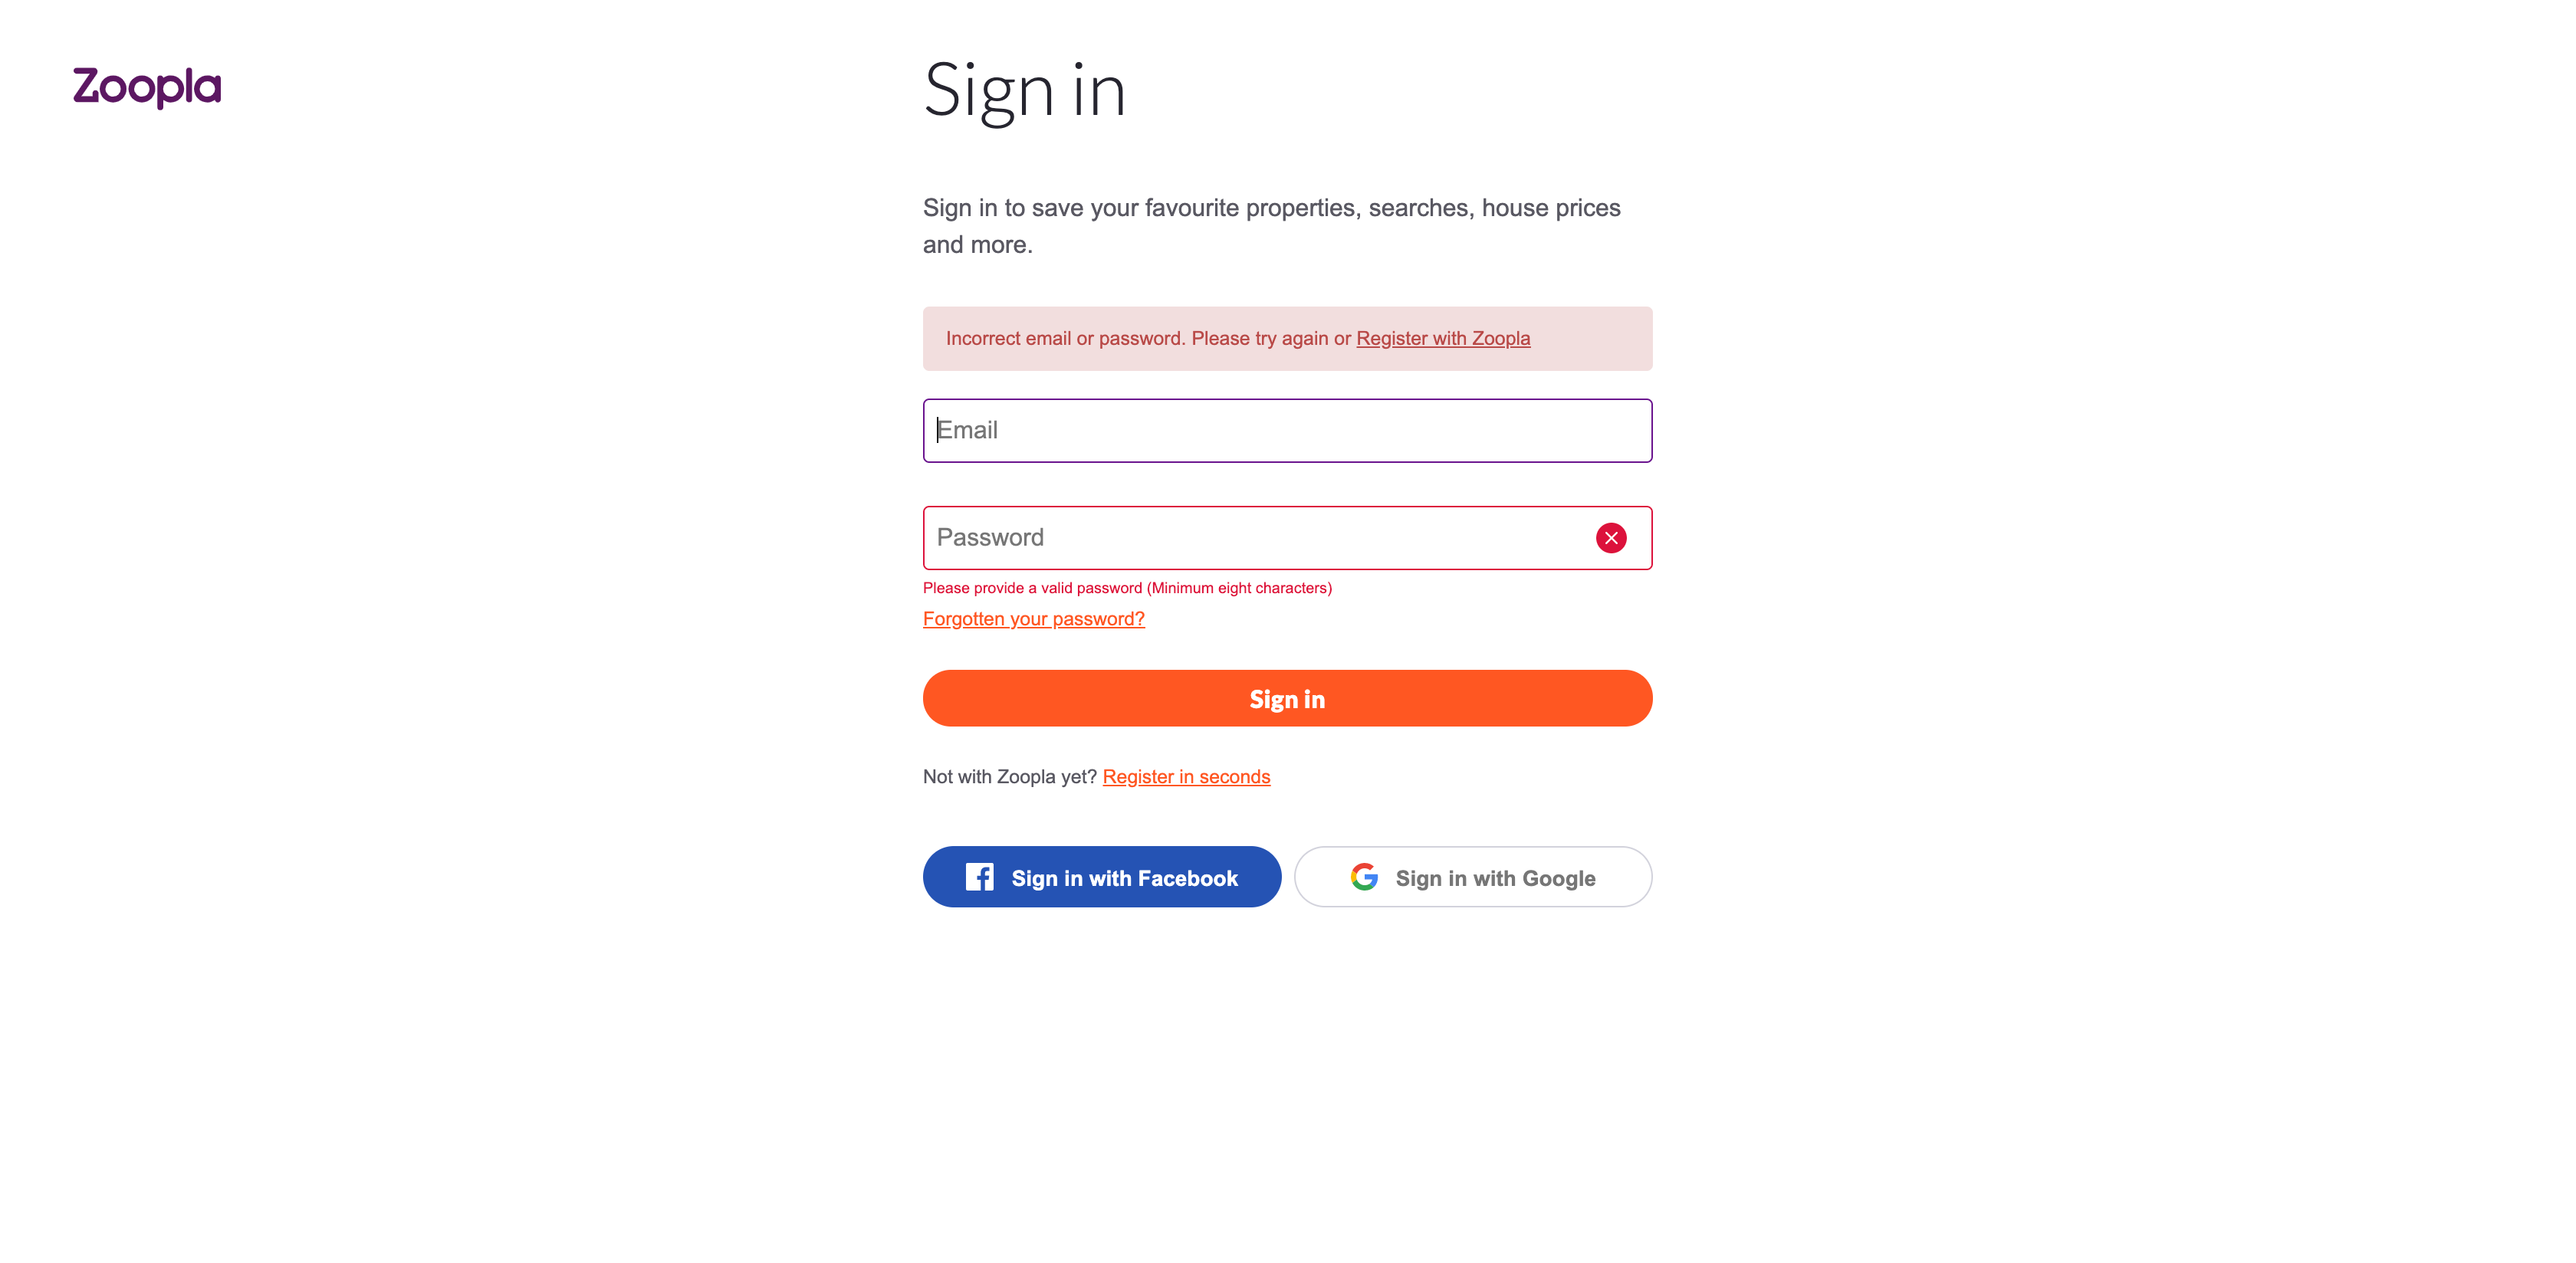 Zoopla
Sign in
Sign in to save your favourite properties, searches, house prices
and more.
Incorrect email or password. Please try again or Register with Zoopla
Email
Password
Please provide a valid password (Minimum eight characters)
Forgotten your password?
Sign in
Not with Zoopla yet? Register in seconds
Sign in with Facebook
Sign in with Google